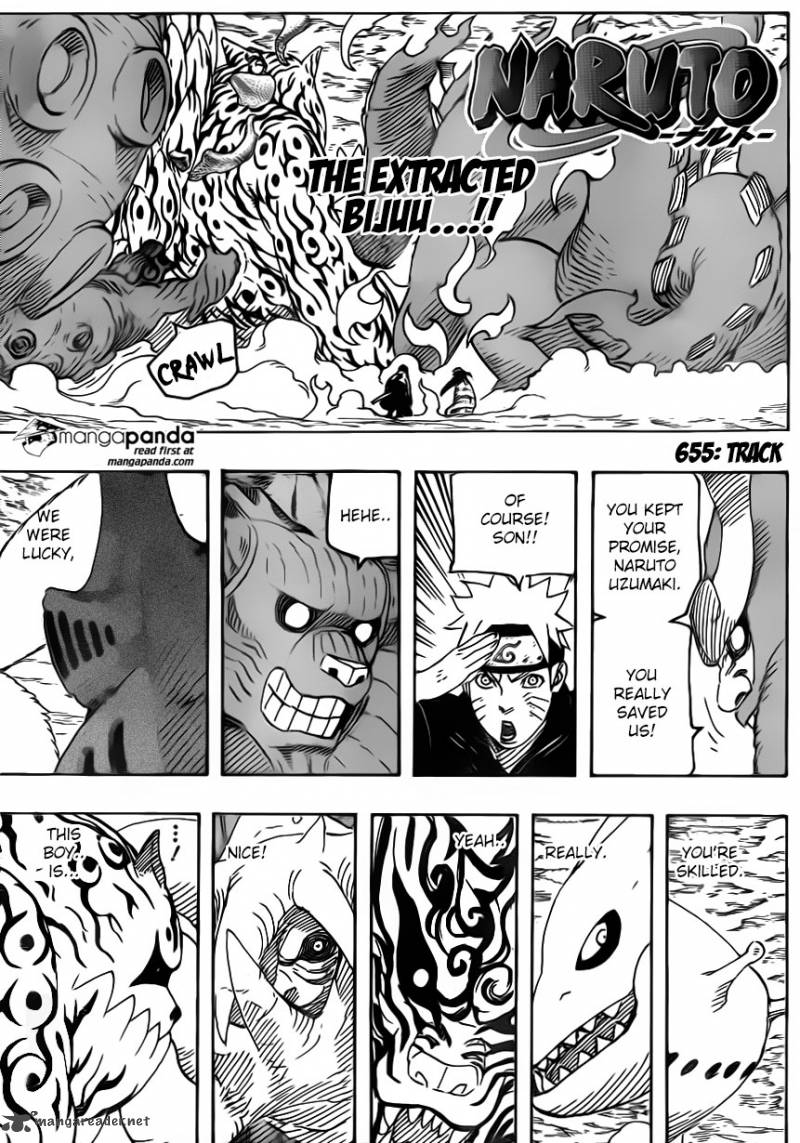 NARUTO
-ナルト-
THE EXTRACTED
BIJUU....!!
CRAWL
mangapanda
read first at
mangapanda.com
655: TRACK
YOU KEPT
YOUR
PROMISE,
NARUTO
UZUMAKI.
YOU
REALLY
SAVED
US!
OF
COURSE!
SON!!
HEHE..
WE
WERE
LUCKY,
YOU'RE
SKILLED.
REALLY.
YEAH..
NICE!
...!
THIS
BOY..
IS...
mangareader.net